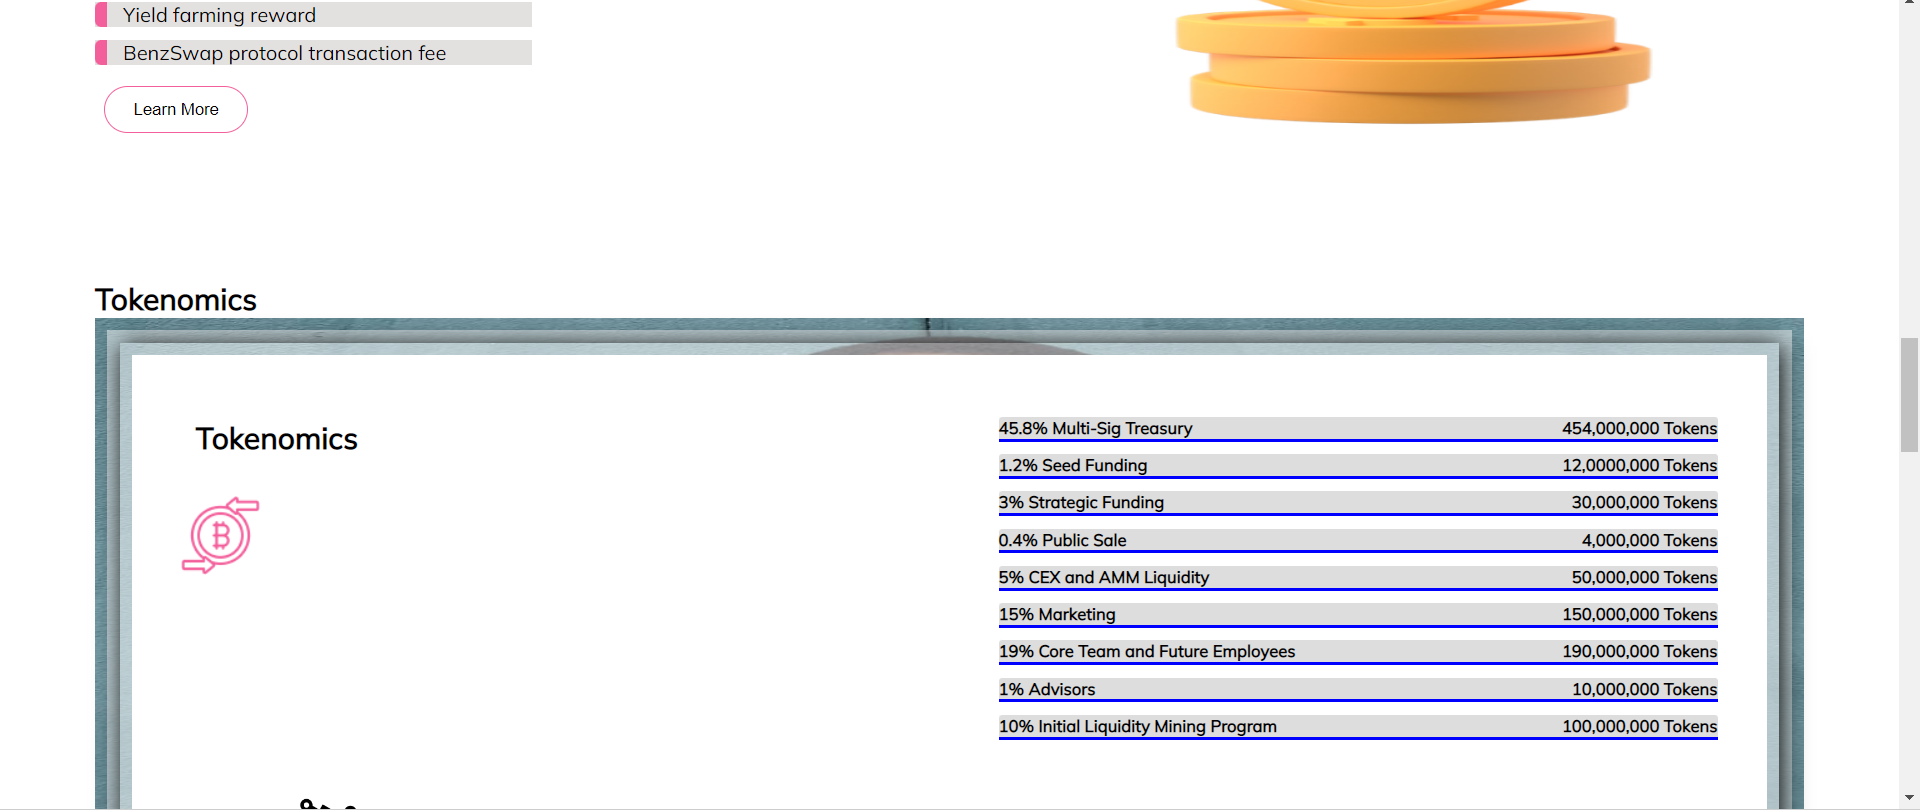 Yield farming reward
BenzSwap protocol transaction fee
Learn More
Tokenomics
Tokenomics
45.8% Multi-Sig Treasury 454,000,000 Tokens
1.2% Seed Funding 12,0000,000 Tokens
3% Strategic Funding 30,000,000 Tokens
0.4% Public Sale 4,000,000 Tokens
5% CEX and AMM Liquidity 50,000,000 Tokens
15% Marketing 150,000,000 Tokens
19% Core Team and Future Employees 190,000,000 Tokens
1% Advisors 10,000,000 Tokens
10% Initial Liquidity Mining Program 100,000,000 Tokens